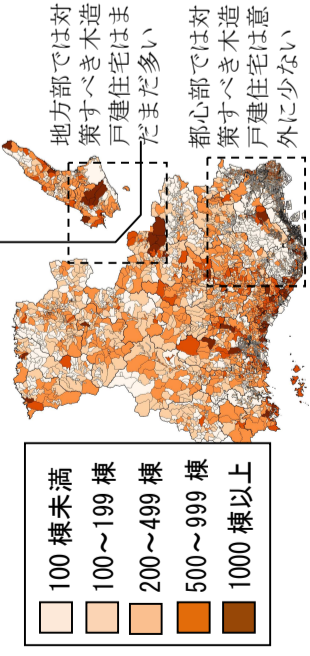 地方部では対
策すべき木造
戸建住宅はま
だまだ多い
都心部では対
策すべき木造
戸建住宅は意
外に少ない
100 棟未満
100～199 棟
200～499 棟
500～999 棟
1000 棟以上